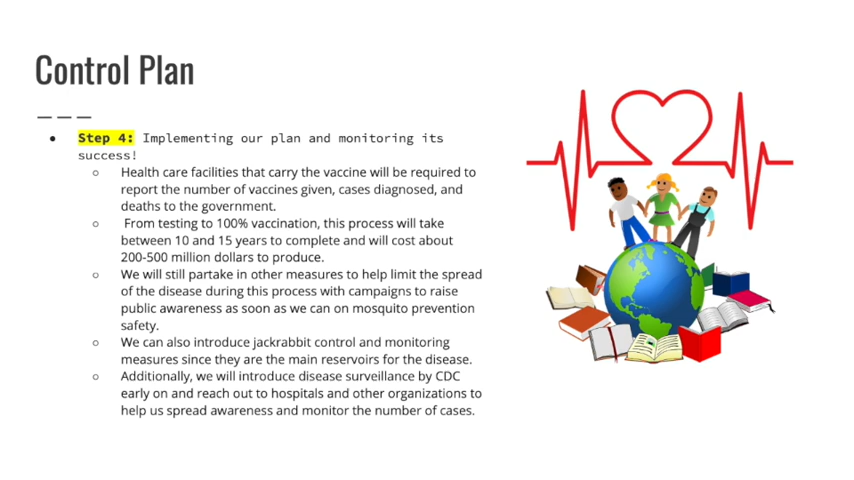 Control Plan
Step 4: Implementing our plan and monitoring its
success!
Health care facilities that carry the vaccine will be required to
report the number of vaccines given, cases diagnosed, and
deaths to the government.
From testing to 100% vaccination, this process will take
between 10 and 15 years to complete and will cost about
200-500 million dollars to produce.
We will still partake in other measures to help limit the spread
of the disease during this process with campaigns to raise
public awareness as soon as we can on mosquito prevention
safety.
We can also introduce jackrabbit control and monitoring
measures since they are the main reservoirs for the disease.
Additionally, we will introduce disease surveillance by CDC
early on and reach out to hospitals and other organizations to
help us spread awareness and monitor the number of cases.